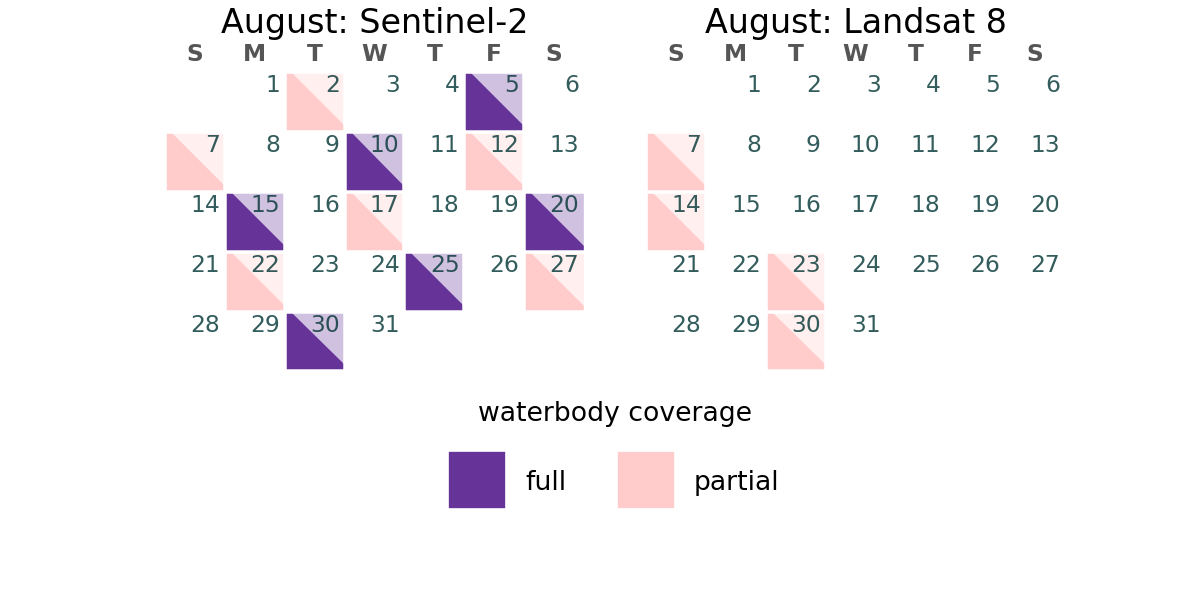 August: Sentinel-2
S M T W T F S
1 2 3 4 5 6
7 8 9 10 11 12 13
14 15 16 17 18 19 20
21 22 23 24 25 26 27
28 29 30 31
August: Landsat 8
S M T W T F S
1 2 3 4 5 6
7 8 9 10 11 12 13
14 15 16 17 18 19 20
21 22 23 24 25 26 27
28 29 30 31
waterbody coverage
full partial